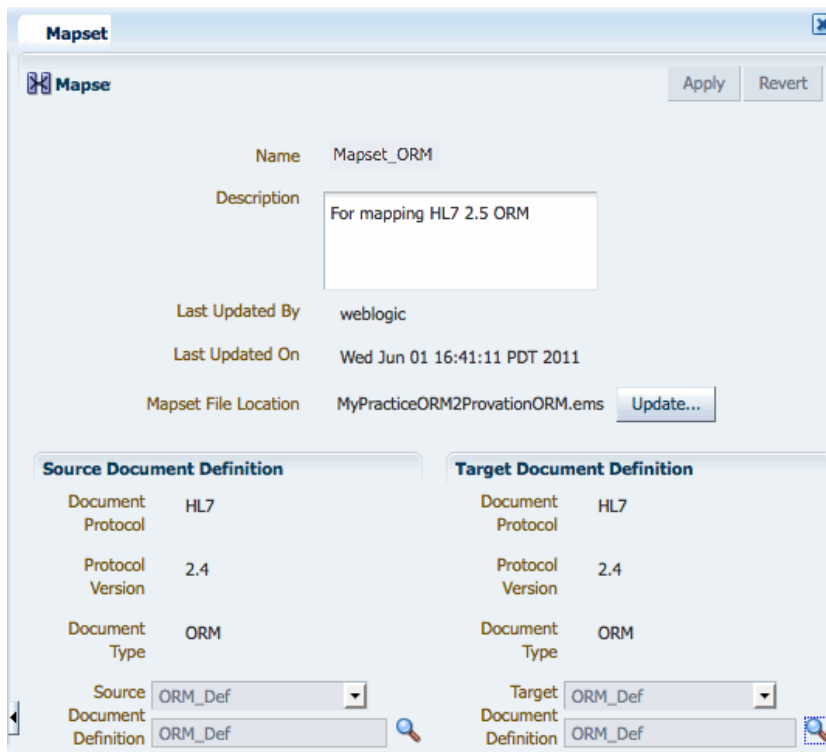 Mapset
Mapse
Apply Revert
Name Mapset_ORM
Description For mapping HL7 2.5 ORM
Last Updated By weblogic
Last Updated On Wed Jun 01 16:41:11 PDT 2011
Mapset File Location MyPracticeORM2ProvationORM.ems Update...
Source Document Definition
Document Protocol HL7
Protocol Version 2.4
Document Type ORM
Source Document Definition ORM_Def
ORM_Def
Target Document Definition
Document Protocol HL7
Protocol Version 2.4
Document Type ORM
Target Document Definition ORM_Def
ORM_Def